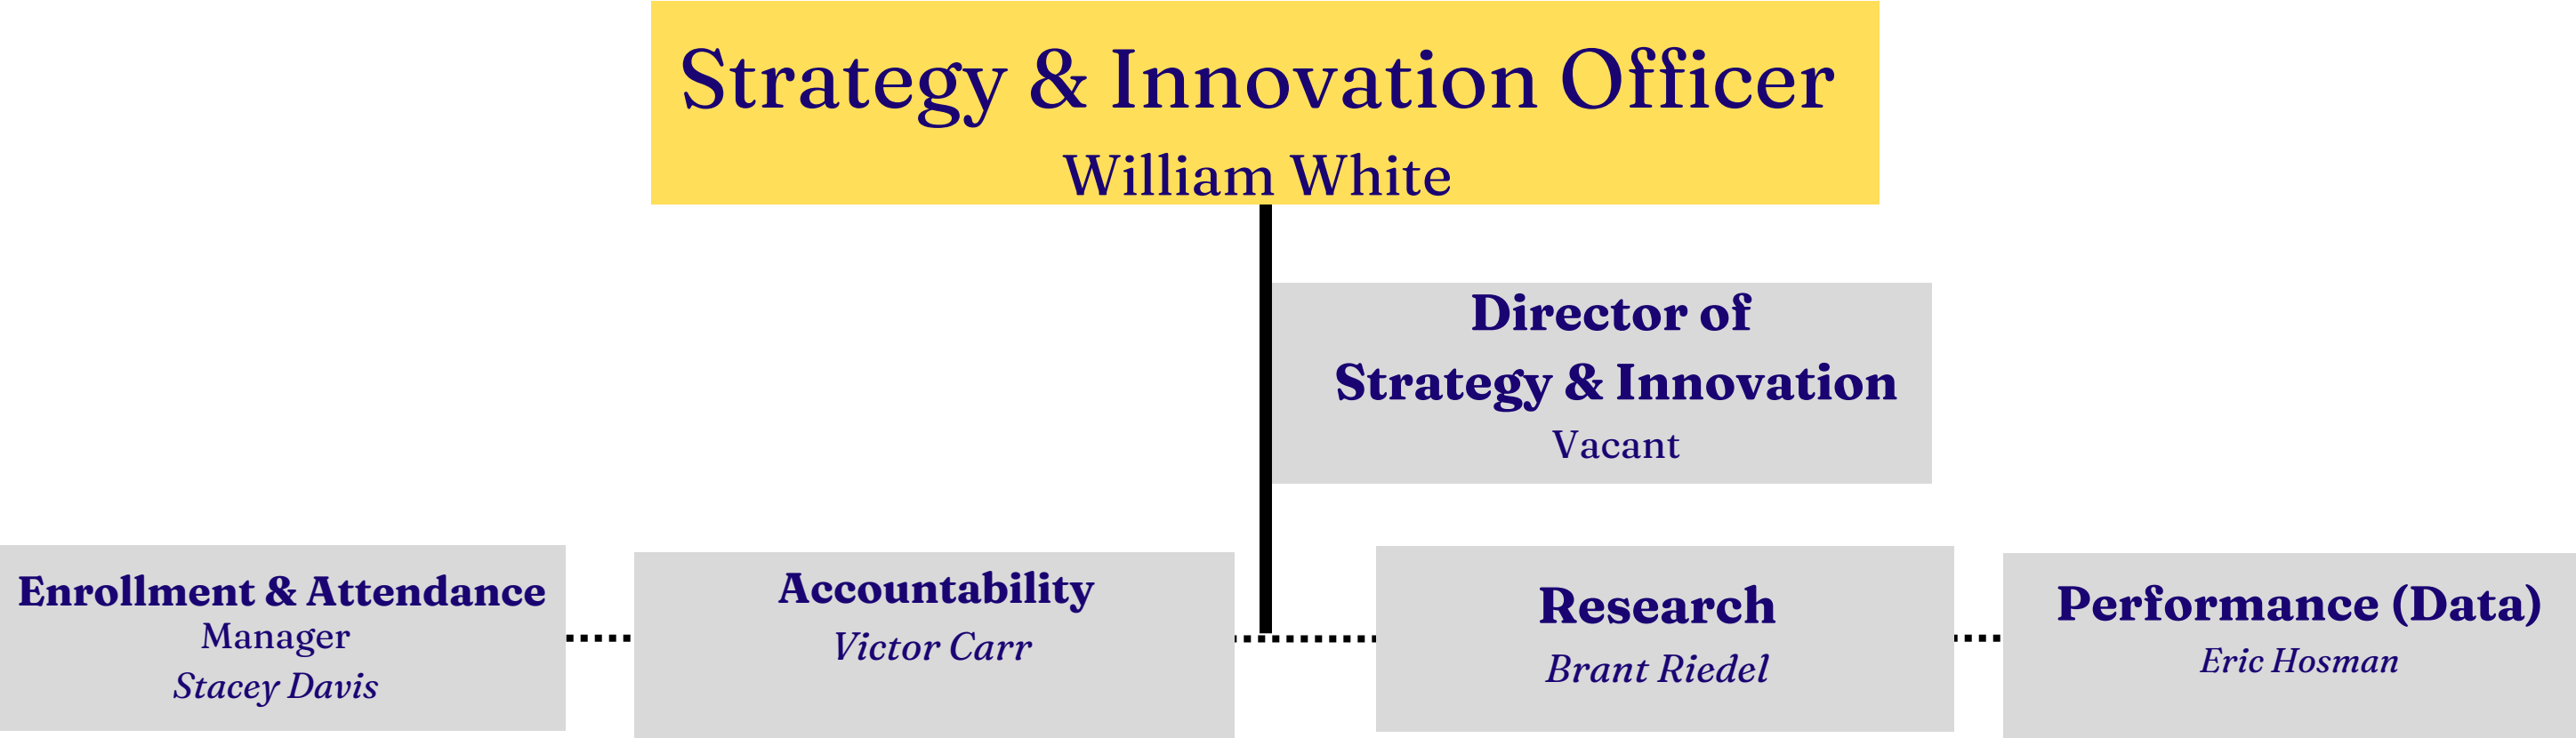 Strategy & Innovation Officer
William White
Director of
Strategy & Innovation
Vacant
Enrollment & Attendance
Manager
Stacey Davis
Accountability
Victor Carr
Research
Brant Riedel
Performance (Data)
Eric Hosman